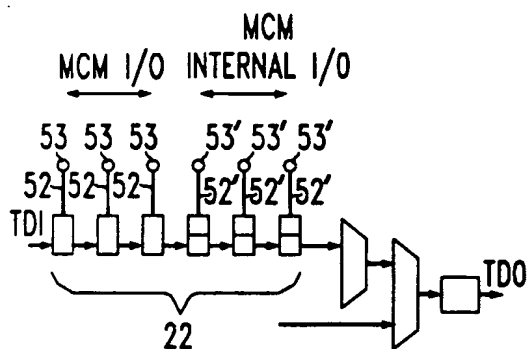 MCM I/O
MCM
INTERNAL I/O
53 53 53 53' 53' 53'
52 52 52 52' 52' 52'
TDI
TDO
22